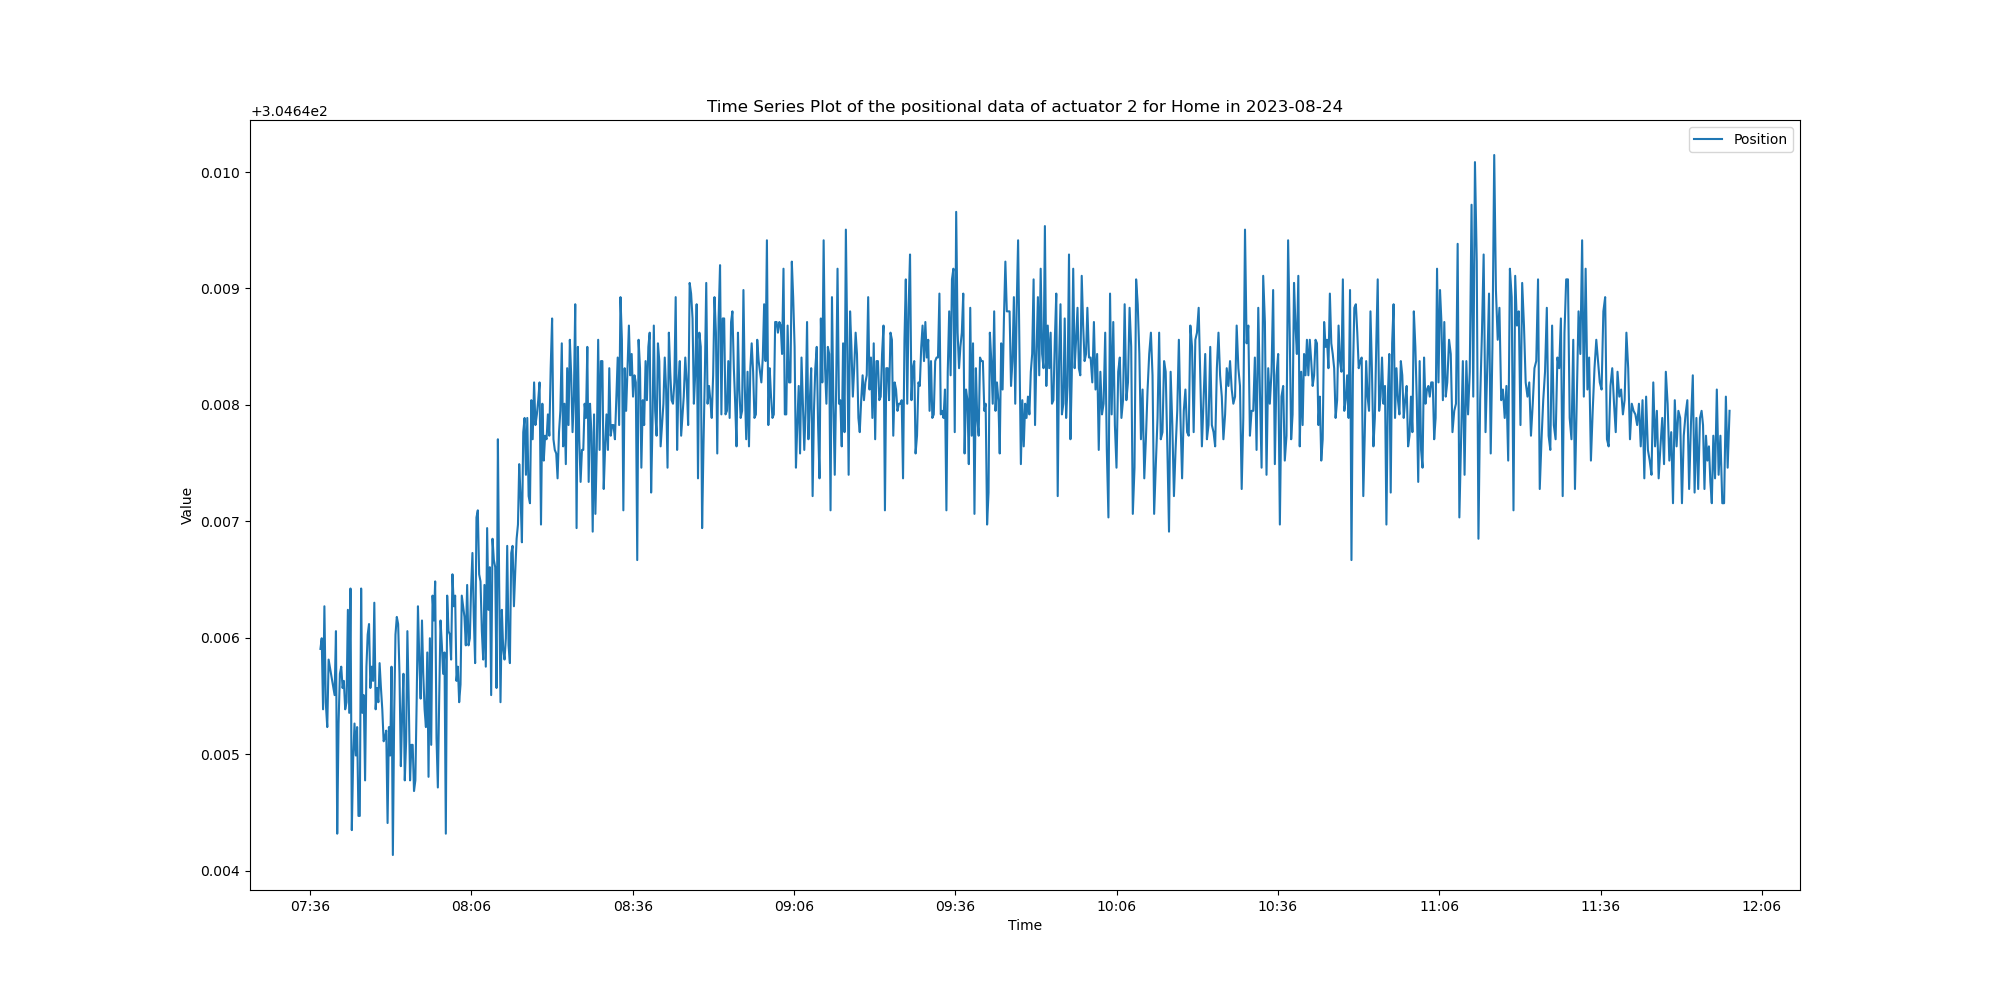 Time Series Plot of the positional data of actuator 2 for Home in 2023-08-24
+3.0464e2
Position
0.010
0.009
0.008
0.007
0.006
0.005
0.004
Value
07:36 08:06 08:36 09:06 09:36 10:06 10:36 11:06 11:36 12:06
Time